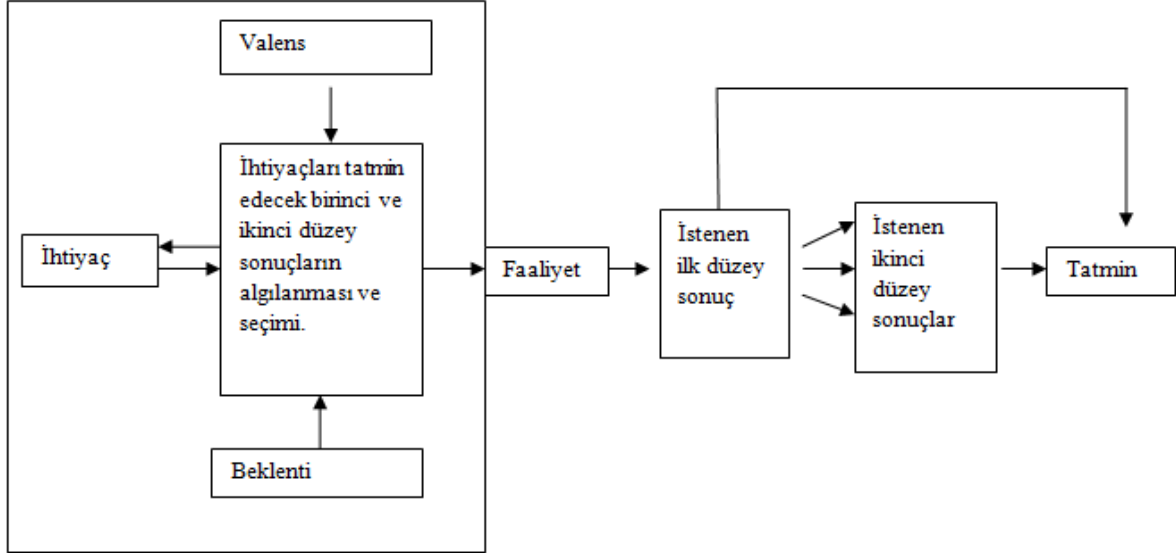 Valens
İhtiyaçları tatmin
edecek birinci ve
ikinci düzey
sonuçların
algılanması ve
seçimi.
İhtiyaç
Beklenti
Faaliyet
İstenen
ilk düzey
sonuç
İstenen
ikinci
düzey
sonuçlar
Tatmin